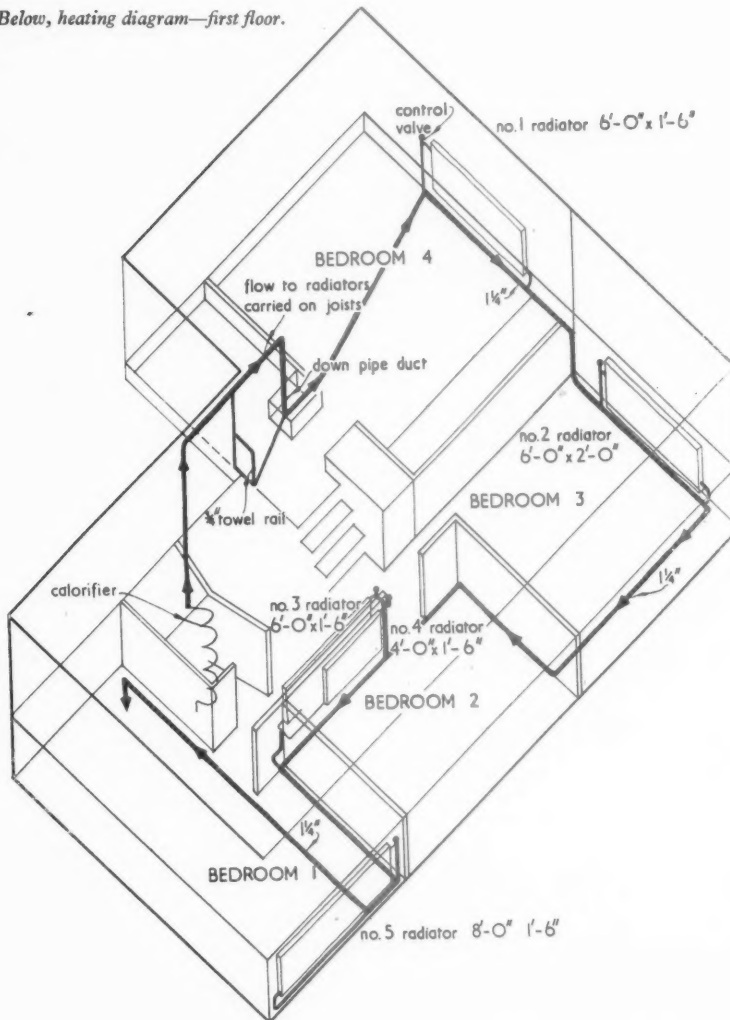 Below, heating diagram—first floor.
control
valve
no.1 radiator 6'-0" x 1'-6"
BEDROOM 4
flow to radiators
carried on joists
1¼"
down pipe duct
no.2 radiator
6'-0" x 2'-0"
¾" towel rail
BEDROOM 3
1¼"
calorifier
no.3 radiator
6'-0" x 1'-6"
no.4 radiator
4'-0" x 1'-6"
BEDROOM 2
1¼"
BEDROOM 1
no.5 radiator 8'-0" 1'-6"